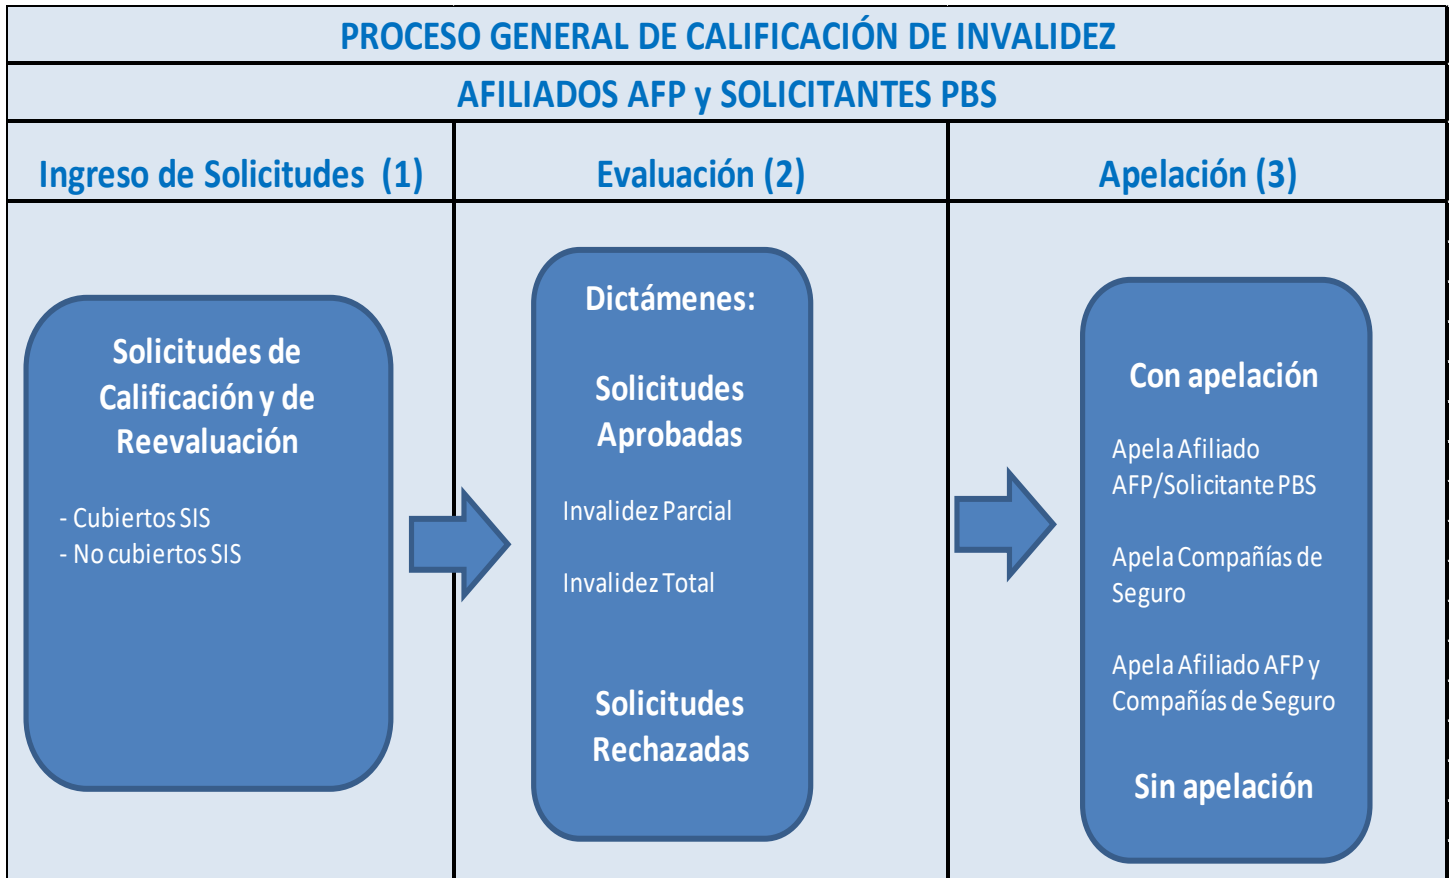 PROCESO GENERAL DE CALIFICACIÓN DE INVALIDEZ
AFILIADOS AFP y SOLICITANTES PBS
Ingreso de Solicitudes (1)
Evaluación (2)
Apelación (3)
Solicitudes de
Calificación y de
Reevaluación
- Cubiertos SIS
- No cubiertos SIS
Dictámenes:
Solicitudes
Aprobadas
Invalidez Parcial
Invalidez Total
Solicitudes
Rechazadas
Con apelación
Apela Afiliado
AFP/Solicitante PBS
Apela Compañías de
Seguro
Apela Afiliado AFP y
Compañías de Seguro
Sin apelación